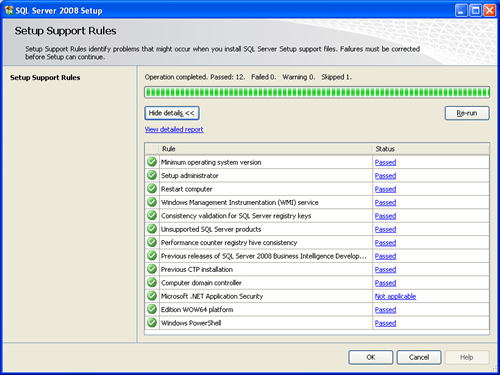 SQL Server 2008 Setup
Setup Support Rules
Setup Support Rules identify problems that might occur when you install SQL Server Setup support files. Failures must be corrected
before Setup can continue.
Setup Support Rules
Operation completed. Passed: 12. Failed 0. Warning 0. Skipped 1.
Hide details <<
Re-run
View detailed report
Rule Status
Minimum operating system version Passed
Setup administrator Passed
Restart computer Passed
Windows Management Instrumentation (WMI) service Passed
Consistency validation for SQL Server registry keys Passed
Unsupported SQL Server products Passed
Performance counter registry hive consistency Passed
Previous releases of SQL Server 2008 Business Intelligence Develop... Passed
Previous CTP installation Passed
Computer domain controller Passed
Microsoft .NET Application Security Not applicable
Edition WOW64 platform Passed
Windows PowerShell Passed
OK Cancel Help